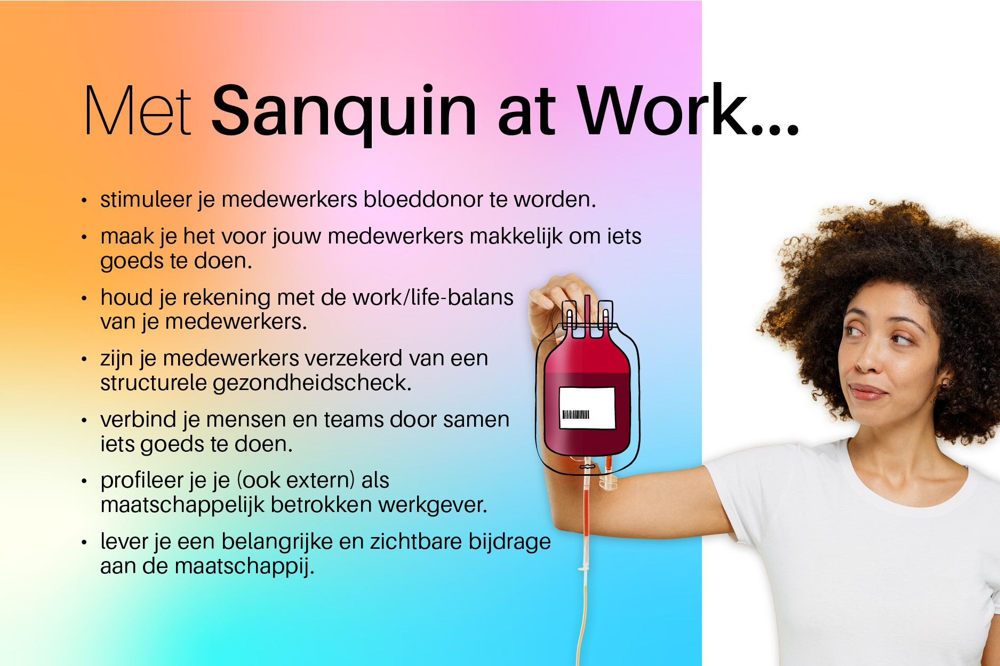 Met Sanquin at Work...
• stimuleer je medewerkers bloeddonor te worden.
• maak je het voor jouw medewerkers makkelijk om iets
goeds te doen.
• houd je rekening met de work/life-balans
van je medewerkers.
• zijn je medewerkers verzekerd van een
structurele gezondheidscheck.
• verbind je mensen en teams door samen
iets goeds te doen.
• profileer je je (ook extern) als
maatschappelijk betrokken werkgever.
• lever je een belangrijke en zichtbare bijdrage
aan de maatschappij.